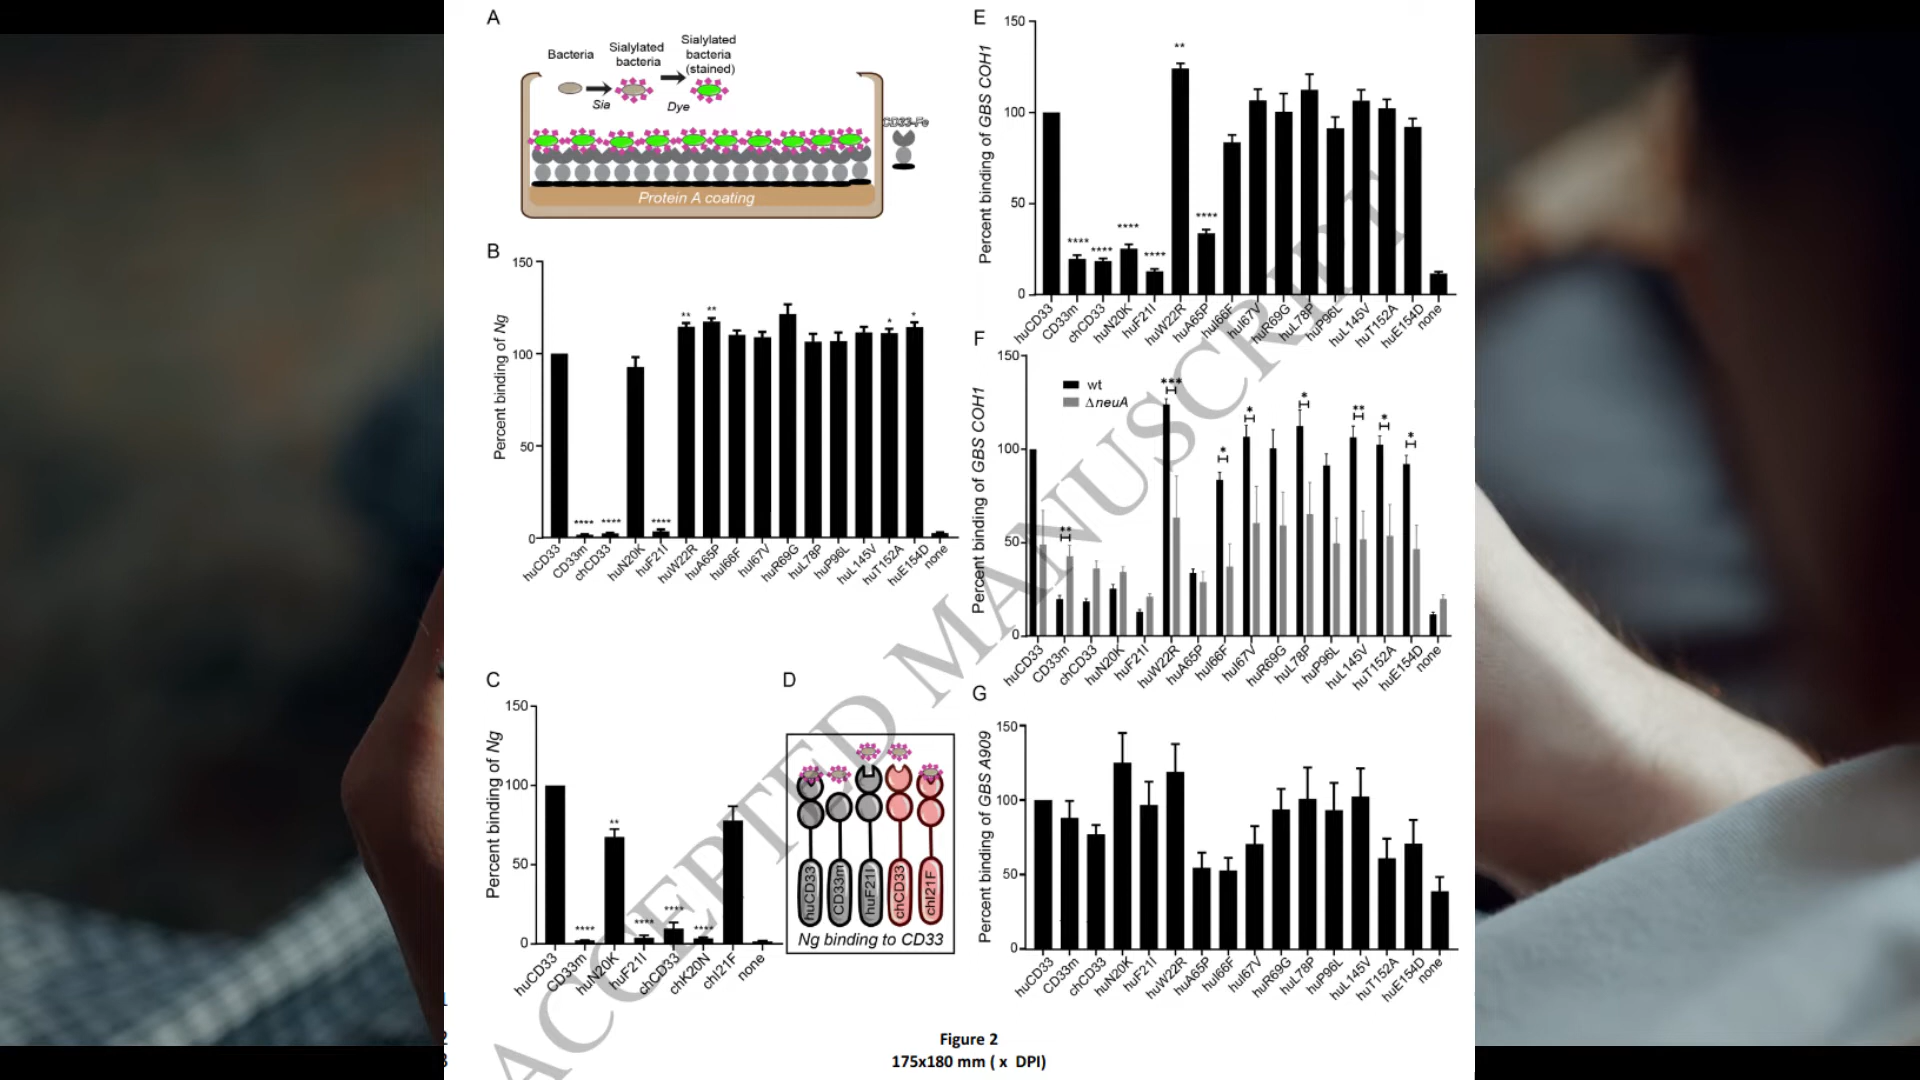 A
Bacteria
Sialylated
bacteria
Sialylated
bacteria
(stained)
Sia
Dye
CD33-Fc
Protein A coating
B
150
100
50
0
Percent binding of Ng
huCD33
CD33m
chCD33
huN20K
huF21I
huW22R
huA65P
huI66F
huI67V
huR69G
huL78P
huP96L
huL145V
huT152A
huE154D
none
**** **** **** ** ** * *
C
150
100
50
0
Percent binding of Ng
huCD33
CD33m
huN20K
huF21I
chCD33
chK20N
chI21F
none
**** ** **** **** ****
D
huCD33
CD33m
huF21I
chCD33
chI21F
Ng binding to CD33
E
150
100
50
0
Percent binding of GBS COH1
huCD33
CD33m
chCD33
huN20K
huF21I
huW22R
huA65P
huI66F
huI67V
huR69G
huL78P
huP96L
huL145V
huT152A
huE154D
none
**** **** **** **** ** ****
F
150
100
50
0
Percent binding of GBS COH1
wt
ΔneuA
huCD33
CD33m
chCD33
huN20K
huF21I
huW22R
huA65P
huI66F
huI67V
huR69G
huL78P
huP96L
huL145V
huT152A
huE154D
none
** *** * * * ** * *
G
150
100
50
0
Percent binding of GBS A909
huCD33
CD33m
chCD33
huN20K
huF21I
huW22R
huA65P
huI66F
huI67V
huR69G
huL78P
huP96L
huL145V
huT152A
huE154D
none
ACCEPTED MANUSCRIPT
Figure 2
175x180 mm ( x DPI)